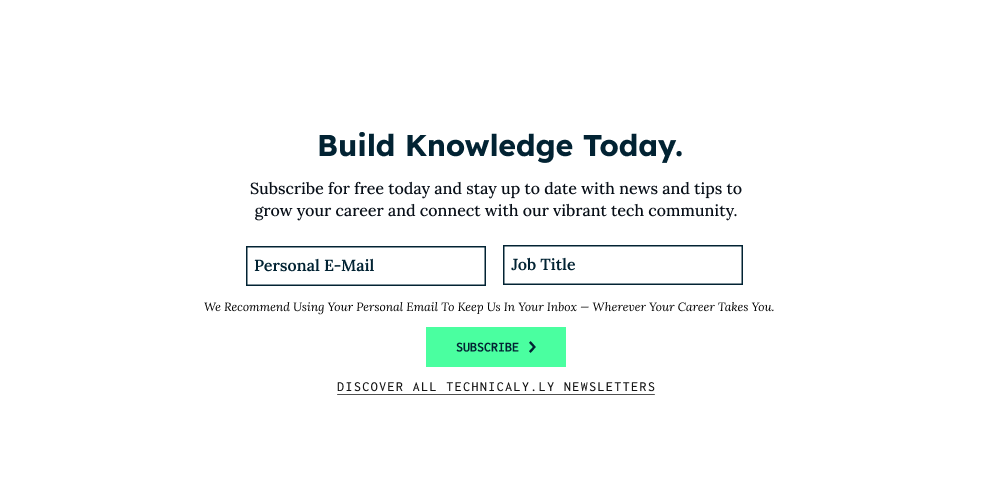 Build Knowledge Today.
Subscribe for free today and stay up to date with news and tips to
grow your career and connect with our vibrant tech community.
Personal E-Mail
Job Title
We Recommend Using Your Personal Email To Keep Us In Your Inbox — Wherever Your Career Takes You.
SUBSCRIBE
DISCOVER ALL TECHNICALY.LY NEWSLETTERS